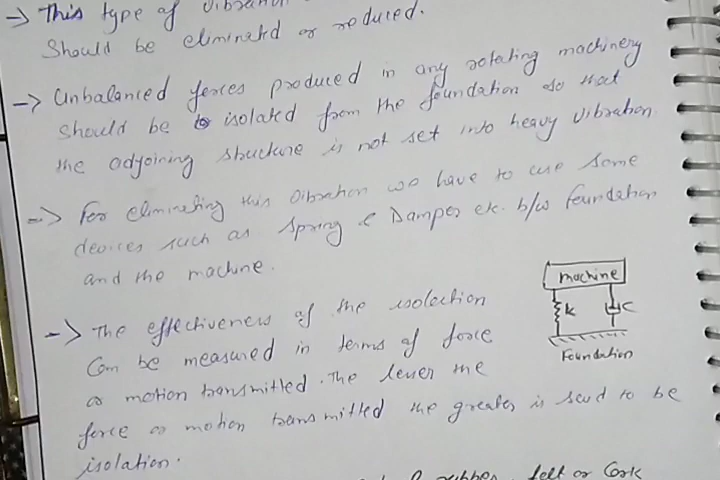 -> This type of vibration
should be eliminated or reduced.
-> Unbalanced forces produced in any rotating machinery
should be isolated from the foundation so that
the adjoining structure is not set into heavy vibration
-> For eliminating this vibration we have to use some
devices such as spring & Damper etc. b/w foundation
and the machine.
-> The effectiveness of the isolation
Can be measured in terms of force
or motion transmitted. The lesser the
force or motion transmitted the greater is said to be
isolation.
machine
k
C
Foundation
rubber, felt or Cork